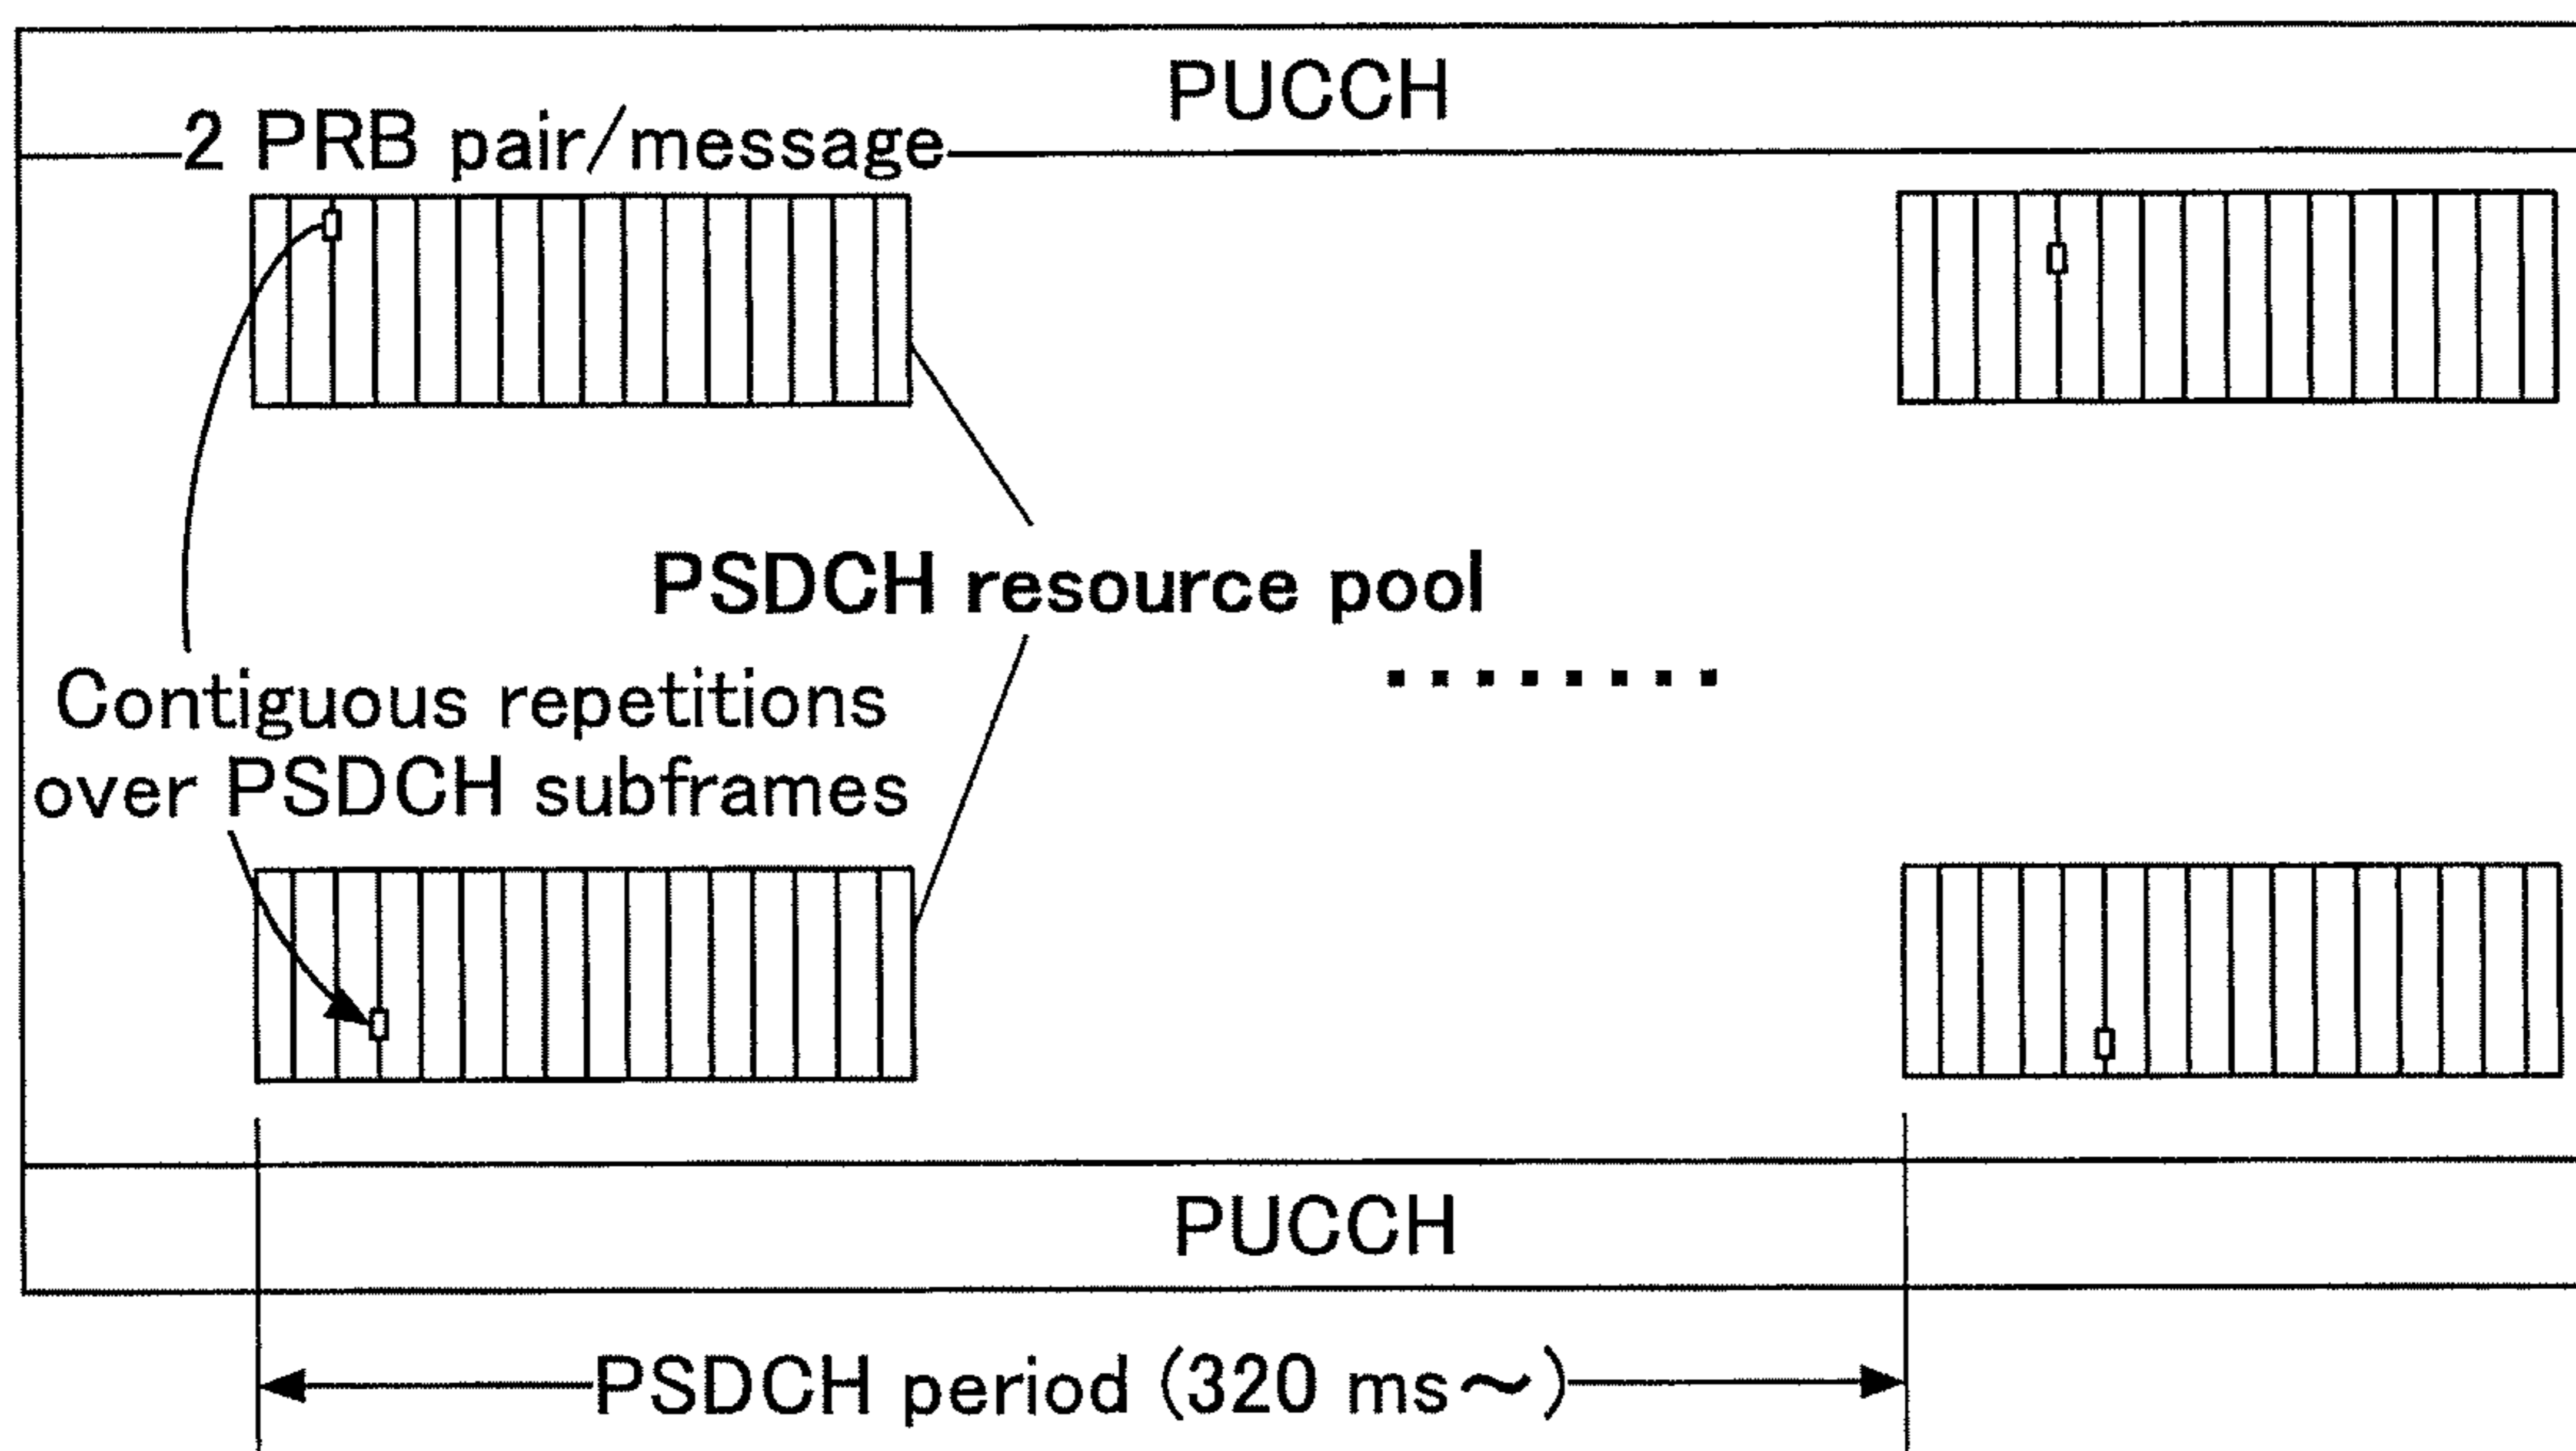 PUCCH
2 PRB pair/message
PSDCH resource pool
Contiguous repetitions
over PSDCH subframes
PUCCH
PSDCH period (320 ms～)